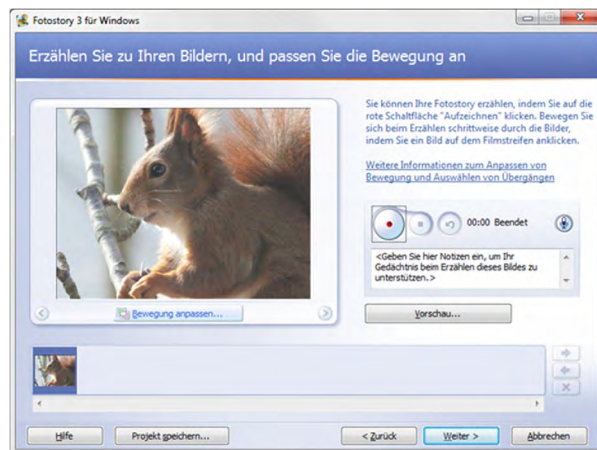 Fotostory 3 für Windows
Erzählen Sie zu Ihren Bildern, und passen Sie die Bewegung an
Sie können Ihre Fotostory erzählen, indem Sie auf die
rote Schaltfläche "Aufzeichnen" klicken. Bewegen Sie
sich beim Erzählen schrittweise durch die Bilder,
indem Sie ein Bild auf dem Filmstreifen anklicken.
Weitere Informationen zum Anpassen von
Bewegung und Auswählen von Übergängen
00:00 Beendet
<Geben Sie hier Notizen ein, um Ihr
Gedächtnis beim Erzählen dieses Bildes zu
unterstützen.>
Bewegung anpassen...
Vorschau...
Hilfe
Projekt speichern...
< Zurück
Weiter >
Abbrechen